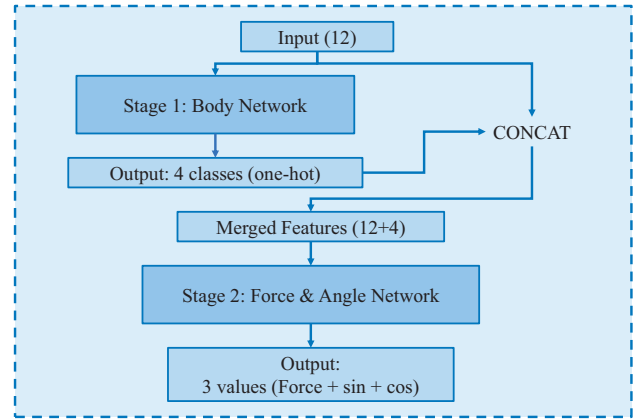 Input (12)
Stage 1: Body Network
CONCAT
Output: 4 classes (one-hot)
Merged Features (12+4)
Stage 2: Force & Angle Network
Output:
3 values (Force + sin + cos)